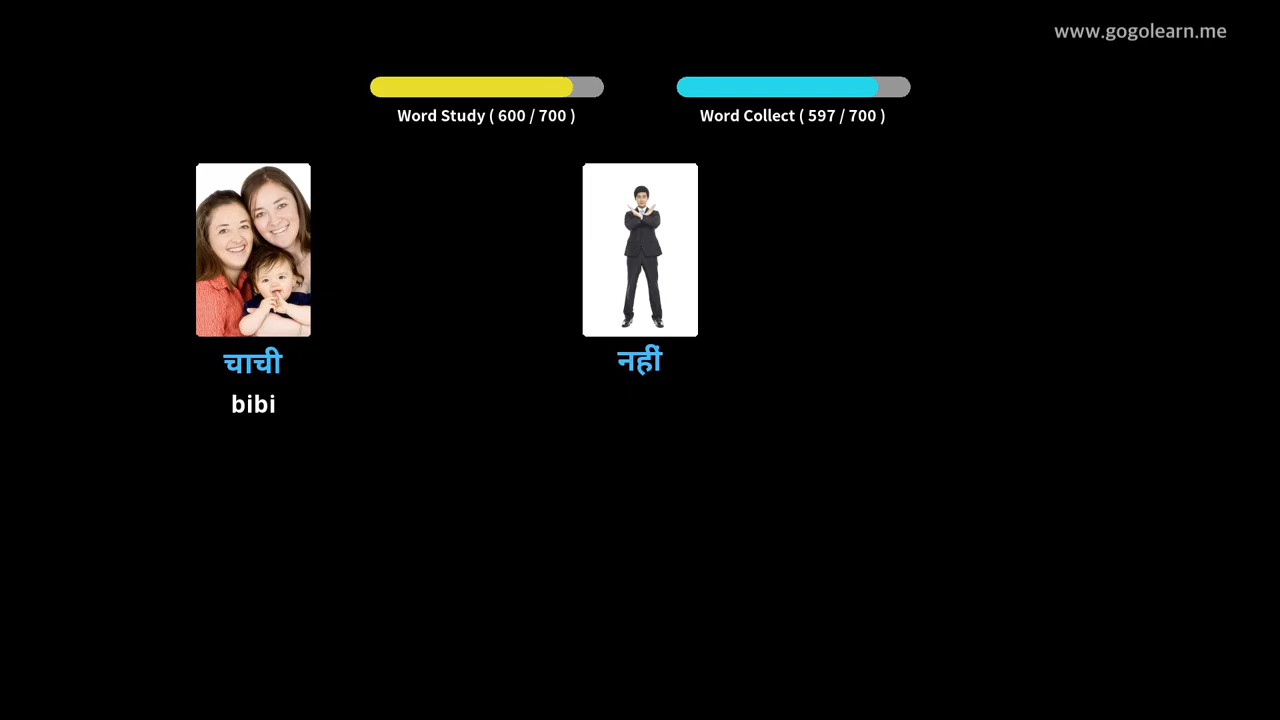 www.gogolearn.me
Word Study ( 600 / 700 )
Word Collect ( 597 / 700 )
चाची
bibi
नहीं